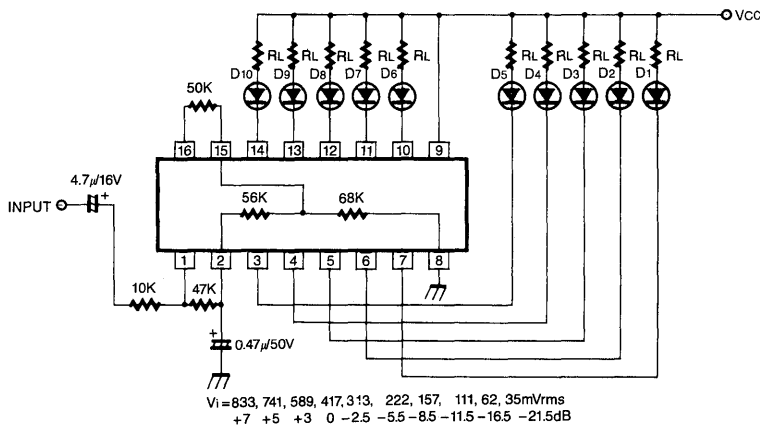 VCC
RL RL RL RL RL RL RL RL RL RL
D10 D9 D8 D7 D6 D5 D4 D3 D2 D1
50K
16 15 14 13 12 11 10 9
4.7μ/16V
+
INPUT
56K 68K
1 2 3 4 5 6 7 8
10K 47K
+
0.47μ/50V
Vi=833, 741, 589, 417, 313, 222, 157, 111, 62, 35mVrms
+7 +5 +3 0 −2.5 −5.5 −8.5 −11.5 −16.5 −21.5dB